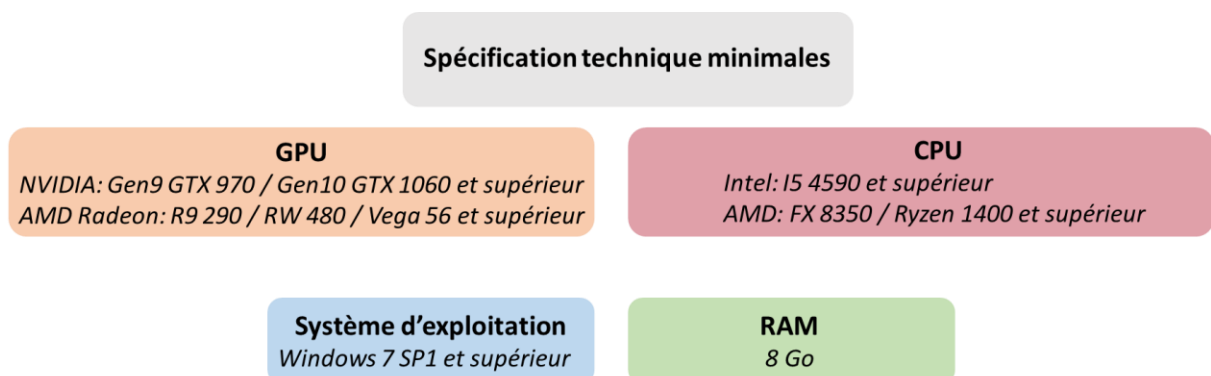 Spécification technique minimales
GPU
NVIDIA: Gen9 GTX 970 / Gen10 GTX 1060 et supérieur
AMD Radeon: R9 290 / RW 480 / Vega 56 et supérieur
CPU
Intel: I5 4590 et supérieur
AMD: FX 8350 / Ryzen 1400 et supérieur
Système d’exploitation
Windows 7 SP1 et supérieur
RAM
8 Go